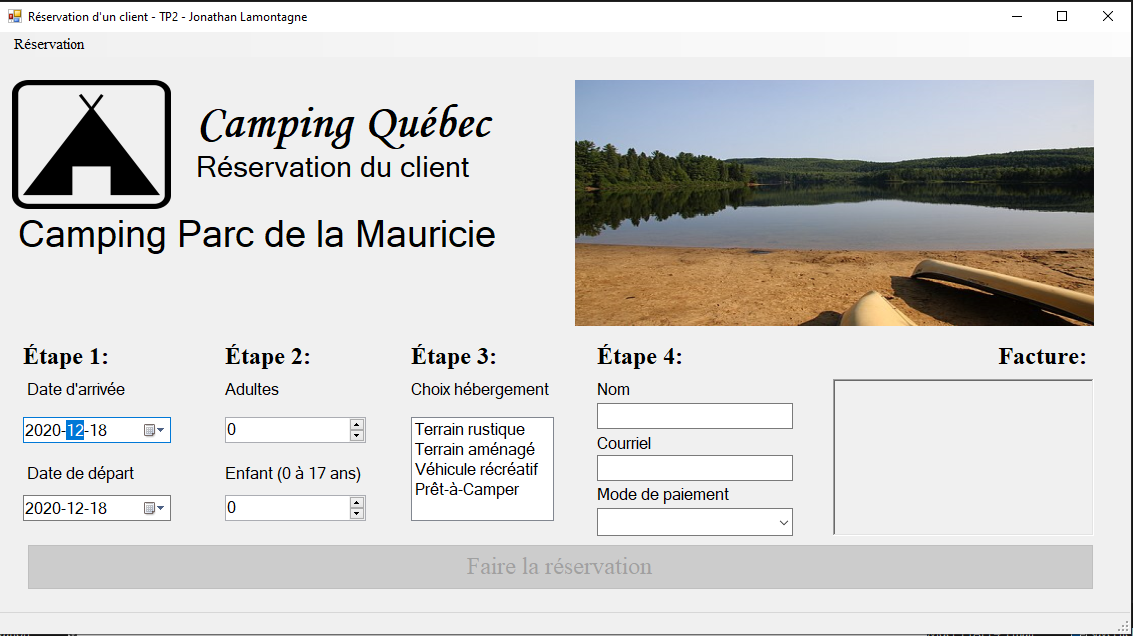 Réservation d'un client - TP2 - Jonathan Lamontagne
Réservation
Camping Québec
Réservation du client
Camping Parc de la Mauricie
Étape 1:
Date d'arrivée
2020-12-18
Date de départ
2020-12-18
Étape 2:
Adultes
0
Enfant (0 à 17 ans)
0
Étape 3:
Choix hébergement
Terrain rustique
Terrain aménagé
Véhicule récréatif
Prêt-à-Camper
Étape 4:
Nom
Courriel
Mode de paiement
Facture:
Faire la réservation